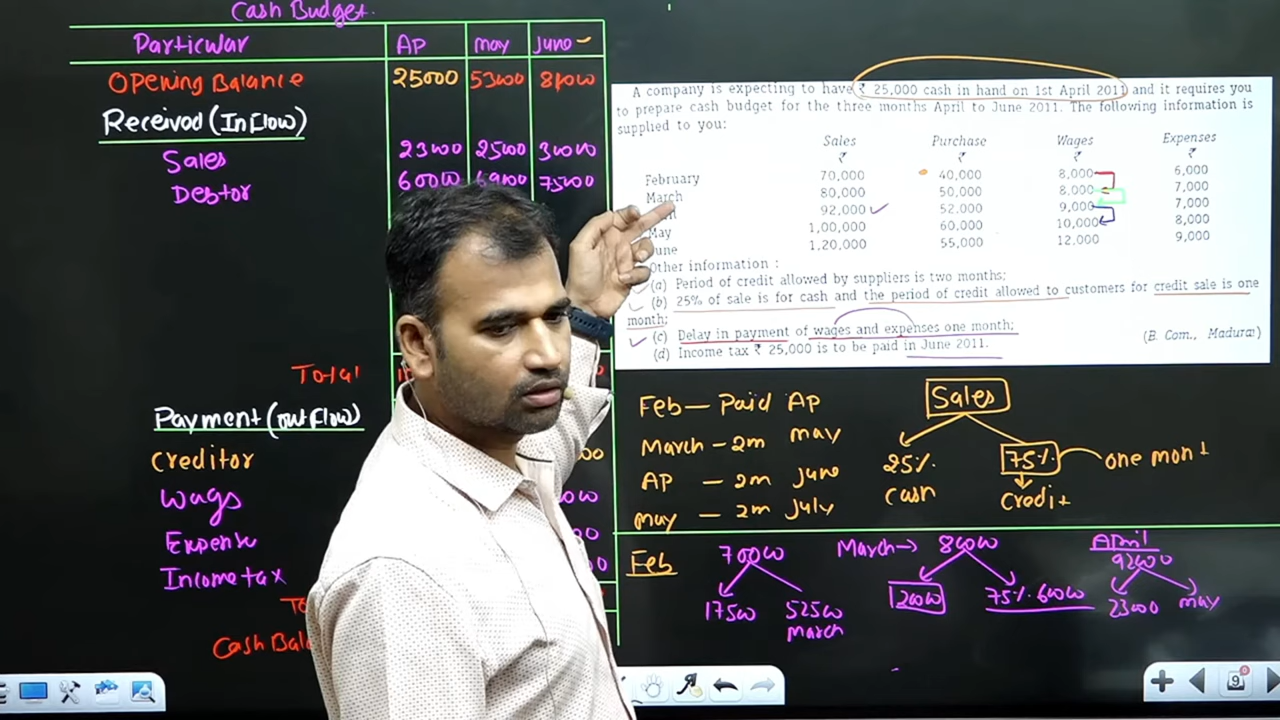 Cash Budget.
Particular AP may June
Opening Balance 25000 53000 81000
Received (Inflow)
Sales 23000 25000 30000
Debtor 60000 69000 75000
Total
Payment (outflow)
Creditor
Wags
Expense
Income tax
A company is expecting to have ₹ 25,000 cash in hand on 1st April 2011 and it requires you
to prepare cash budget for the three months April to June 2011. The following information is
supplied to you:
Sales Purchase Wages Expenses
₹ ₹ ₹ ₹
February 70,000 40,000 8,000 6,000
March 80,000 50,000 8,000 7,000
92,000 52.000 9,000 7,000
May 1,00,000 60,000 10,000 8,000
June 1,20,000 55,000 12.000 9,000
Other information :
(a) Period of credit allowed by suppliers is two months;
(b) 25% of sale is for cash and the period of credit allowed to customers for credit sale is one
month;
(c) Delay in payment of wages and expenses one month;
(d) Income tax ₹ 25,000 is to be paid in June 2011.
(B. Com., Madurai)
Feb — Paid AP
March — 2m may
AP — 2m June
may — 2m July
Sales
25%. cash
75%. credit
one mont
Feb 70000
17500 52500
March
March → 80000
20000 75%. 60000
April
92000
23000 may
9